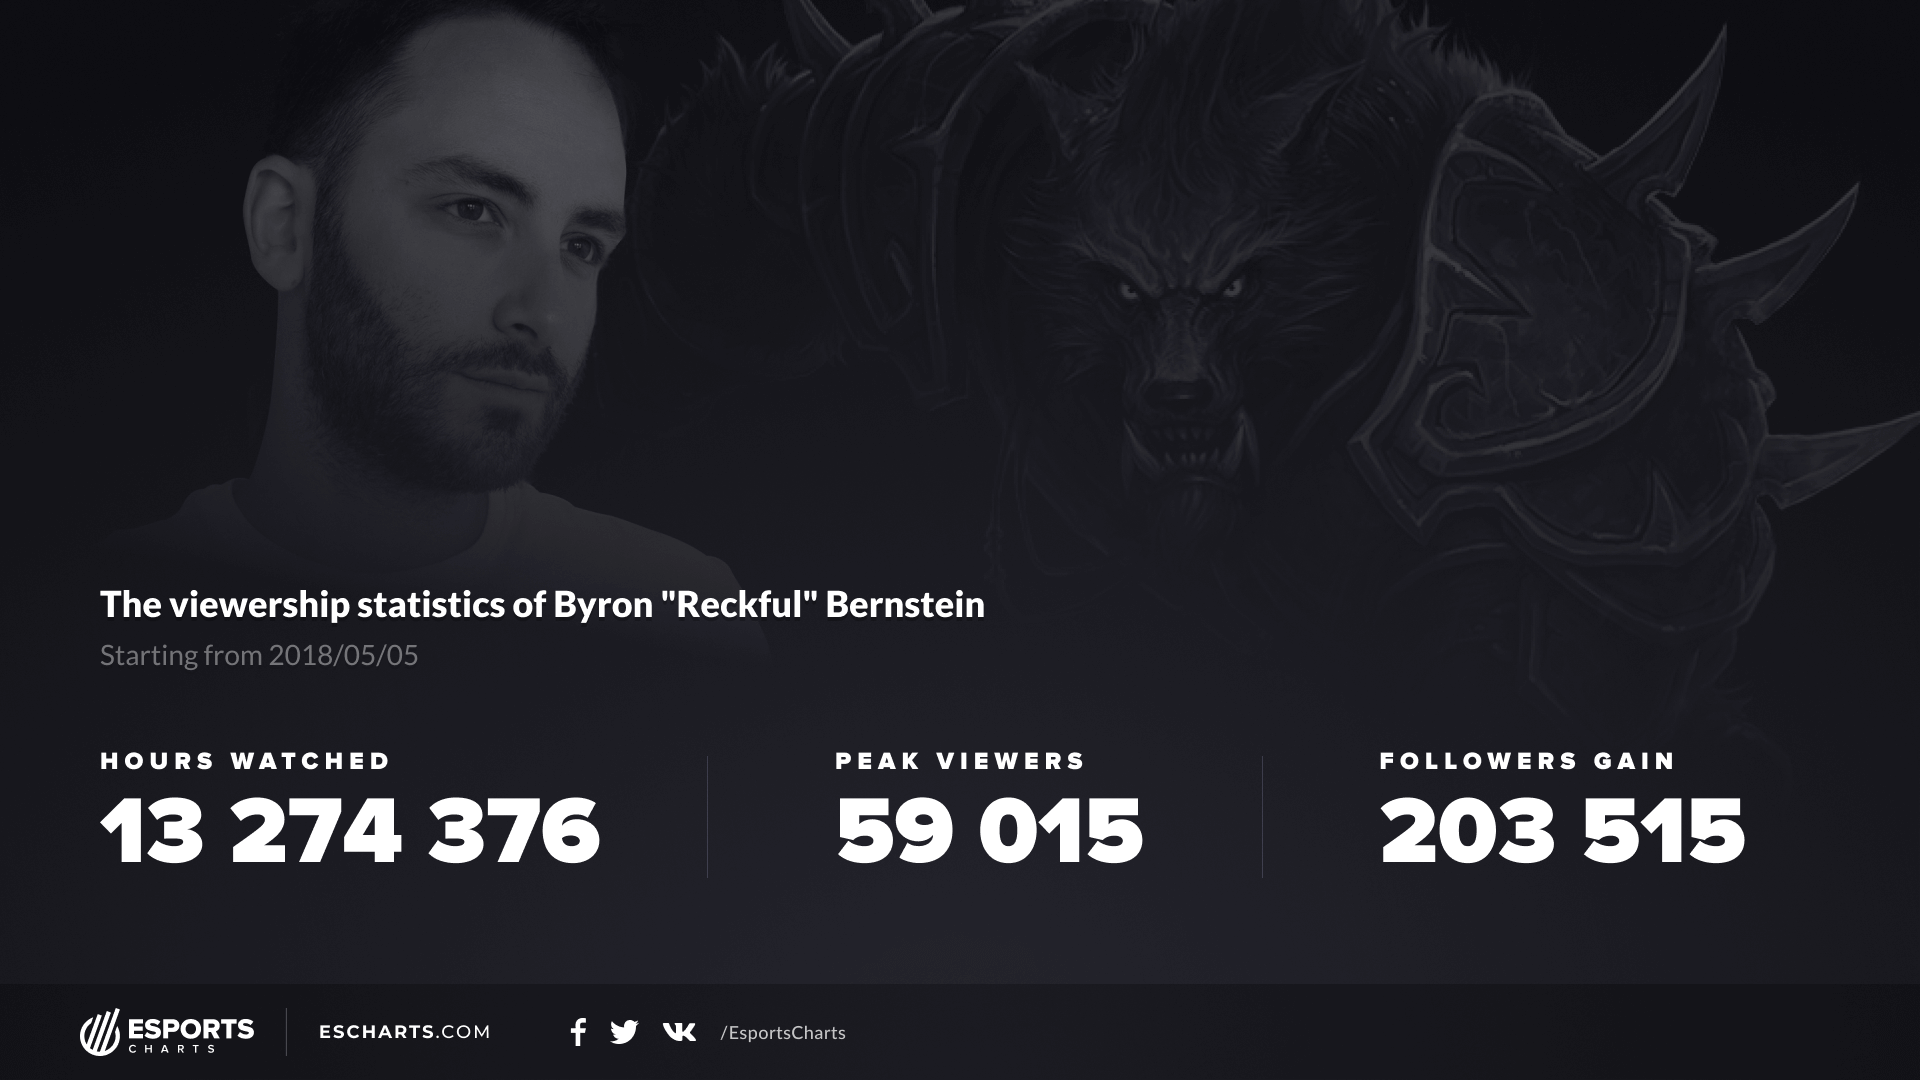 The viewership statistics of Byron "Reckful" Bernstein
Starting from 2018/05/05
HOURS WATCHED
13 274 376
PEAK VIEWERS
59 015
FOLLOWERS GAIN
203 515
ESPORTS
CHARTS
ESCHARTS.COM
/EsportsCharts